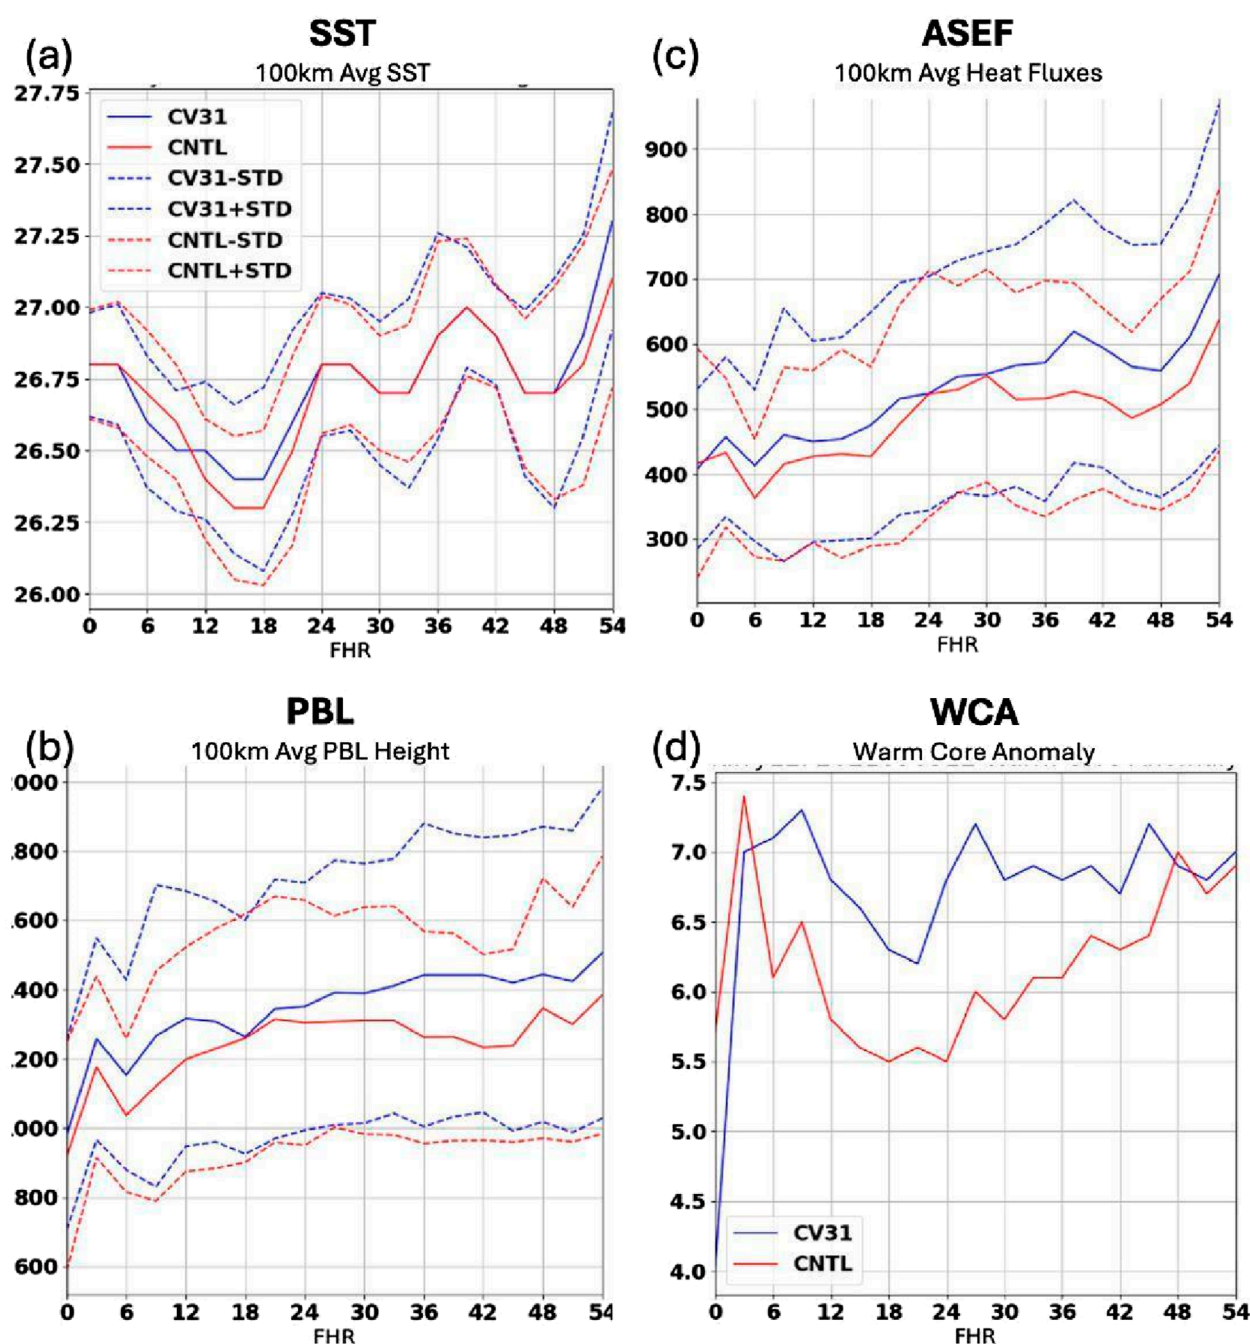 (a)
SST
100km Avg SST
27.75
27.50
27.25
27.00
26.75
26.50
26.25
26.00
CV31
CNTL
CV31-STD
CV31+STD
CNTL-STD
CNTL+STD
0 6 12 18 24 30 36 42 48 54
FHR
(c)
ASEF
100km Avg Heat Fluxes
900
800
700
600
500
400
300
0 6 12 18 24 30 36 42 48 54
FHR
(b)
PBL
100km Avg PBL Height
000
800
600
400
200
000
800
600
0 6 12 18 24 30 36 42 48 54
FHR
(d)
WCA
Warm Core Anomaly
7.5
7.0
6.5
6.0
5.5
5.0
4.5
4.0
CV31
CNTL
0 6 12 18 24 30 36 42 48 54
FHR